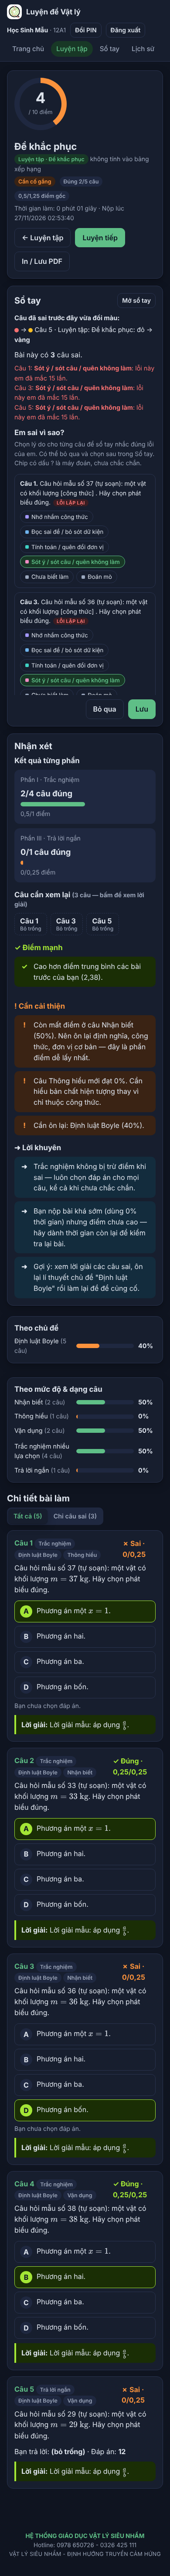 Luyện đề Vật lý
Học Sinh Mẫu · 12A1 Đổi PIN Đăng xuất
Trang chủ Luyện tập Sổ tay Lịch sử
4
/ 10 điểm
Đề khắc phục
Luyện tập · Đề khắc phục không tính vào bảng
xếp hạng
Cần cố gắng Đúng 2/5 câu
0,5/1,25 điểm gốc
Thời gian làm: 0 phút 01 giây · Nộp lúc
27/11/2026 02:53:40
← Luyện tập Luyện tiếp
In / Lưu PDF
Sổ tay Mở sổ tay
Câu đã sai trước đây vừa đổi màu:
→ Câu 5 · Luyện tập: Đề khắc phục: đỏ →
vàng
Bài này có 3 câu sai.
Câu 1: Sót ý / sót câu / quên không làm: lỗi này
em đã mắc 15 lần.
Câu 3: Sót ý / sót câu / quên không làm: lỗi
này em đã mắc 15 lần.
Câu 5: Sót ý / sót câu / quên không làm: lỗi
này em đã mắc 15 lần.
Em sai vì sao?
Chọn lý do cho từng câu để sổ tay nhắc đúng lỗi
của em. Có thể bỏ qua và chọn sau trong Sổ tay.
Chip có dấu ? là máy đoán, chưa chắc chắn.
Câu 1. Câu hỏi mẫu số 37 (tự soạn): một vật
có khối lượng [công thức] . Hãy chọn phát
biểu đúng. LỖI LẶP LẠI
Nhớ nhầm công thức
Đọc sai đề / bỏ sót dữ kiện
Tính toán / quên đổi đơn vị
Sót ý / sót câu / quên không làm
Chưa biết làm Đoán mò
Câu 3. Câu hỏi mẫu số 36 (tự soạn): một vật
có khối lượng [công thức] . Hãy chọn phát
biểu đúng. LỖI LẶP LẠI
Nhớ nhầm công thức
Đọc sai đề / bỏ sót dữ kiện
Tính toán / quên đổi đơn vị
Sót ý / sót câu / quên không làm
Chưa biết làm Đoán mò
Bỏ qua Lưu
Nhận xét
Kết quả từng phần
Phần I · Trắc nghiệm
2/4 câu đúng
0,5/1 điểm
Phần III · Trả lời ngắn
0/1 câu đúng
0/0,25 điểm
Câu cần xem lại (3 câu — bấm để xem lời
giải)
Câu 1 Câu 3 Câu 5
Bỏ trống Bỏ trống Bỏ trống
✓ Điểm mạnh
✓ Cao hơn điểm trung bình các bài
trước của bạn (2,38).
! Cần cải thiện
! Còn mất điểm ở câu Nhận biết
(50%). Nên ôn lại định nghĩa, công
thức, đơn vị cơ bản — đây là phần
điểm dễ lấy nhất.
! Câu Thông hiểu mới đạt 0%. Cần
hiểu bản chất hiện tượng thay vì
chỉ thuộc công thức.
! Cần ôn lại: Định luật Boyle (40%).
➜ Lời khuyên
➜ Trắc nghiệm không bị trừ điểm khi
sai — luôn chọn đáp án cho mọi
câu, kể cả khi chưa chắc chắn.
➜ Bạn nộp bài khá sớm (dùng 0%
thời gian) nhưng điểm chưa cao —
hãy dành thời gian còn lại để kiểm
tra lại bài.
➜ Gợi ý: xem lời giải các câu sai, ôn
lại lí thuyết chủ đề "Định luật
Boyle" rồi làm lại đề để củng cố.
Theo chủ đề
Định luật Boyle (5
câu) 40%
Theo mức độ & dạng câu
Nhận biết (2 câu) 50%
Thông hiểu (1 câu) 0%
Vận dụng (2 câu) 50%
Trắc nghiệm nhiều
lựa chọn (4 câu) 50%
Trả lời ngắn (1 câu) 0%
Chi tiết bài làm
Tất cả (5) Chỉ câu sai (3)
Câu 1 Trắc nghiệm ✕ Sai ·
Định luật Boyle Thông hiểu 0/0,25
Câu hỏi mẫu số 37 (tự soạn): một vật có
khối lượng m = 37 kg. Hãy chọn phát
biểu đúng.
A Phương án một x = 1.
B Phương án hai.
C Phương án ba.
D Phương án bốn.
Bạn chưa chọn đáp án.
Lời giải: Lời giải mẫu: áp dụng a/b.
Câu 2 Trắc nghiệm ✓ Đúng ·
Định luật Boyle Nhận biết 0,25/0,25
Câu hỏi mẫu số 33 (tự soạn): một vật có
khối lượng m = 33 kg. Hãy chọn phát
biểu đúng.
A Phương án một x = 1.
B Phương án hai.
C Phương án ba.
D Phương án bốn.
Lời giải: Lời giải mẫu: áp dụng a/b.
Câu 3 Trắc nghiệm ✕ Sai ·
Định luật Boyle Nhận biết 0/0,25
Câu hỏi mẫu số 36 (tự soạn): một vật có
khối lượng m = 36 kg. Hãy chọn phát
biểu đúng.
A Phương án một x = 1.
B Phương án hai.
C Phương án ba.
D Phương án bốn.
Bạn chưa chọn đáp án.
Lời giải: Lời giải mẫu: áp dụng a/b.
Câu 4 Trắc nghiệm ✓ Đúng ·
Định luật Boyle Vận dụng 0,25/0,25
Câu hỏi mẫu số 38 (tự soạn): một vật có
khối lượng m = 38 kg. Hãy chọn phát
biểu đúng.
A Phương án một x = 1.
B Phương án hai.
C Phương án ba.
D Phương án bốn.
Lời giải: Lời giải mẫu: áp dụng a/b.
Câu 5 Trả lời ngắn ✕ Sai ·
Định luật Boyle Vận dụng 0/0,25
Câu hỏi mẫu số 29 (tự soạn): một vật có
khối lượng m = 29 kg. Hãy chọn phát
biểu đúng.
Bạn trả lời: (bỏ trống) · Đáp án: 12
Lời giải: Lời giải mẫu: áp dụng a/b.
HỆ THỐNG GIÁO DỤC VẬT LÝ SIÊU NHẦM
Hotline: 0978 650726 - 0326 425 111
VẬT LÝ SIÊU NHẦM - ĐỊNH HƯỚNG TRUYỀN CẢM HỨNG